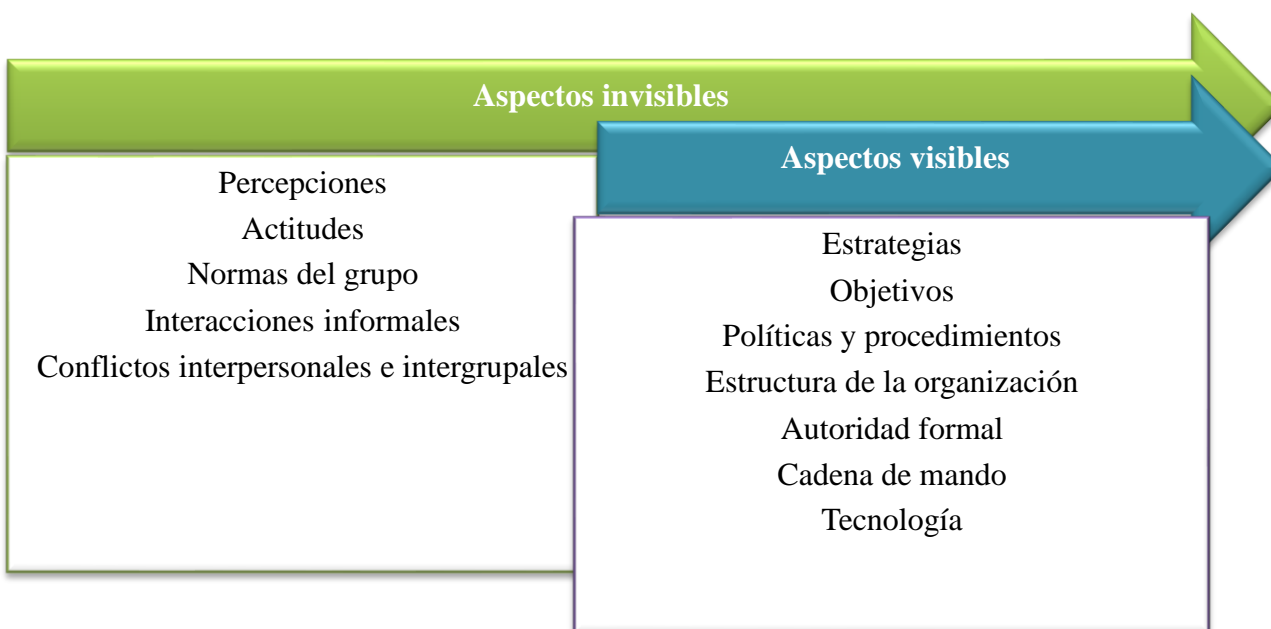 Aspectos invisibles
Percepciones
Actitudes
Normas del grupo
Interacciones informales
Conflictos interpersonales e intergrupales
Aspectos visibles
Estrategias
Objetivos
Políticas y procedimientos
Estructura de la organización
Autoridad formal
Cadena de mando
Tecnología